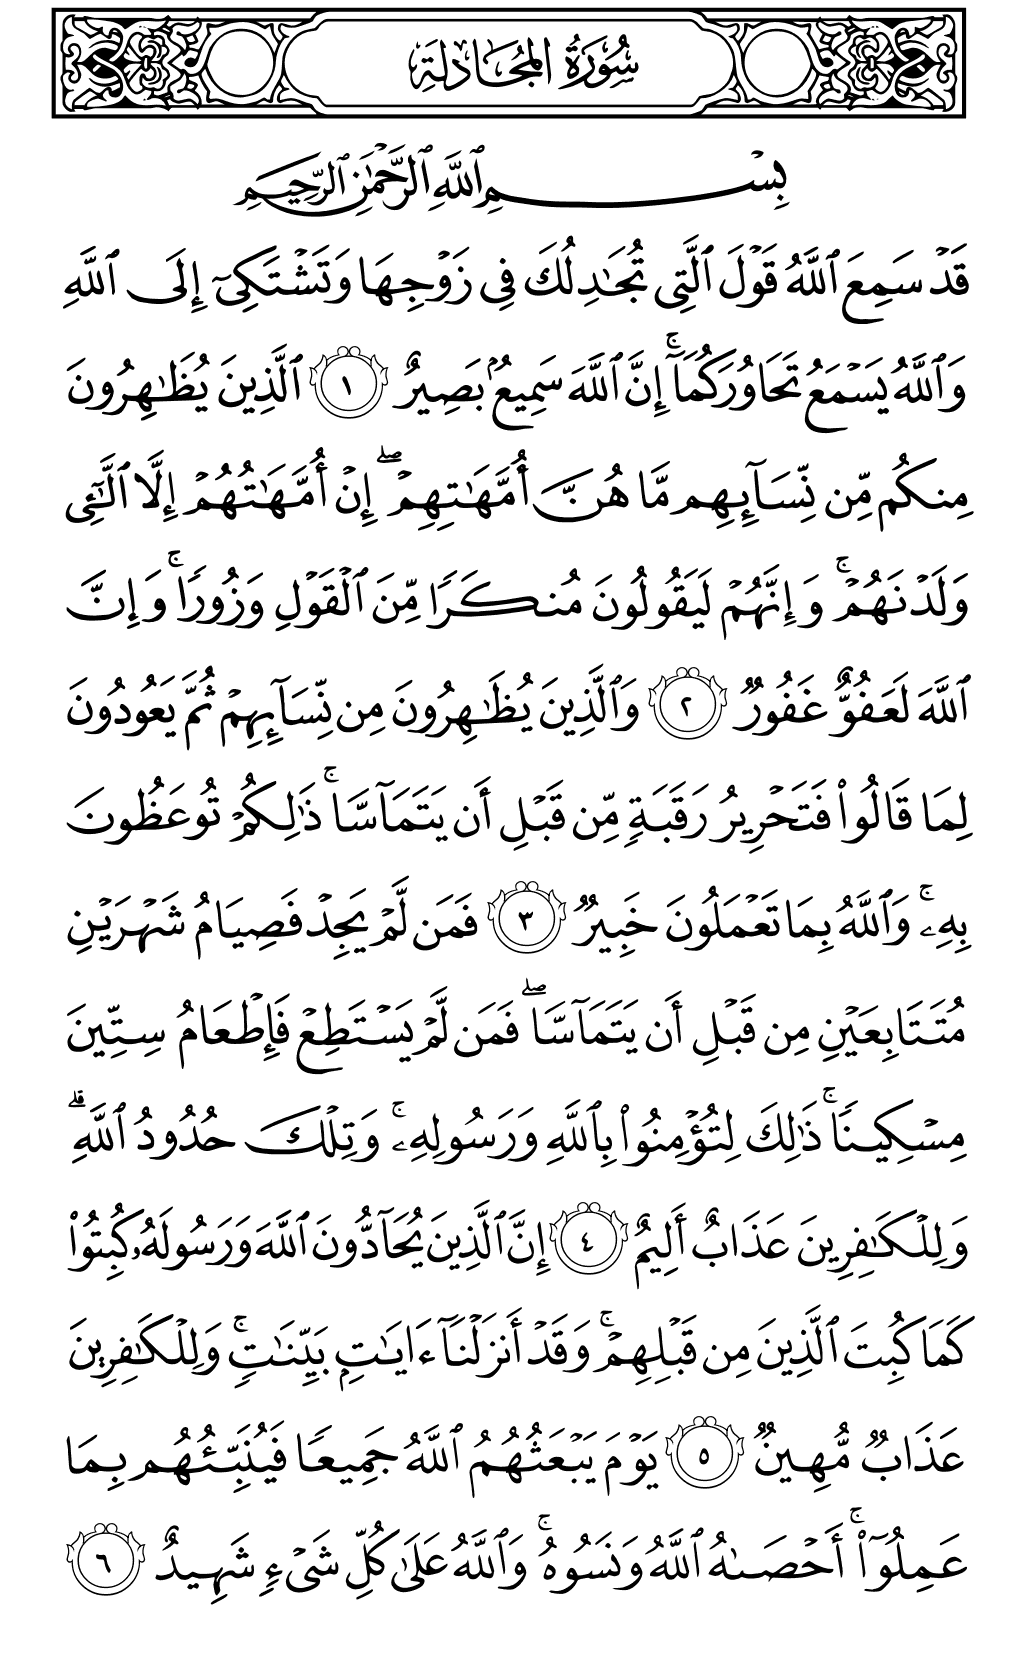 سُورَةُ المُجَادلة
بِسْمِ ٱللَّهِ ٱلرَّحْمَٰنِ ٱلرَّحِيمِ
قَدْ سَمِعَ ٱللَّهُ قَوْلَ ٱلَّتِى تُجَٰدِلُكَ فِى زَوْجِهَا وَتَشْتَكِىٓ إِلَى ٱللَّهِ
وَٱللَّهُ يَسْمَعُ تَحَاوُرَكُمَآ ۚ إِنَّ ٱللَّهَ سَمِيعٌۢ بَصِيرٌ ١ ٱلَّذِينَ يُظَٰهِرُونَ
مِنكُم مِّن نِّسَآئِهِم مَّا هُنَّ أُمَّهَٰتِهِمْ ۖ إِنْ أُمَّهَٰتُهُمْ إِلَّا ٱلَّٰٓـِٔى
وَلَدْنَهُمْ ۚ وَإِنَّهُمْ لَيَقُولُونَ مُنكَرًا مِّنَ ٱلْقَوْلِ وَزُورًا ۚ وَإِنَّ
ٱللَّهَ لَعَفُوٌّ غَفُورٌ ٢ وَٱلَّذِينَ يُظَٰهِرُونَ مِن نِّسَآئِهِمْ ثُمَّ يَعُودُونَ
لِمَا قَالُوا۟ فَتَحْرِيرُ رَقَبَةٍ مِّن قَبْلِ أَن يَتَمَآسَّا ۚ ذَٰلِكُمْ تُوعَظُونَ
بِهِۦ ۚ وَٱللَّهُ بِمَا تَعْمَلُونَ خَبِيرٌ ٣ فَمَن لَّمْ يَجِدْ فَصِيَامُ شَهْرَيْنِ
مُتَتَابِعَيْنِ مِن قَبْلِ أَن يَتَمَآسَّا ۖ فَمَن لَّمْ يَسْتَطِعْ فَإِطْعَامُ سِتِّينَ
مِسْكِينًا ۚ ذَٰلِكَ لِتُؤْمِنُوا۟ بِٱللَّهِ وَرَسُولِهِۦ ۚ وَتِلْكَ حُدُودُ ٱللَّهِ ۗ
وَلِلْكَٰفِرِينَ عَذَابٌ أَلِيمٌ ٤ إِنَّ ٱلَّذِينَ يُحَآدُّونَ ٱللَّهَ وَرَسُولَهُۥ كُبِتُوا۟
كَمَا كُبِتَ ٱلَّذِينَ مِن قَبْلِهِمْ ۚ وَقَدْ أَنزَلْنَآ ءَايَٰتٍۭ بَيِّنَٰتٍ ۚ وَلِلْكَٰفِرِينَ
عَذَابٌ مُّهِينٌ ٥ يَوْمَ يَبْعَثُهُمُ ٱللَّهُ جَمِيعًا فَيُنَبِّئُهُم بِمَا
عَمِلُوٓا۟ ۚ أَحْصَىٰهُ ٱللَّهُ وَنَسُوهُ ۚ وَٱللَّهُ عَلَىٰ كُلِّ شَىْءٍ شَهِيدٌ ٦